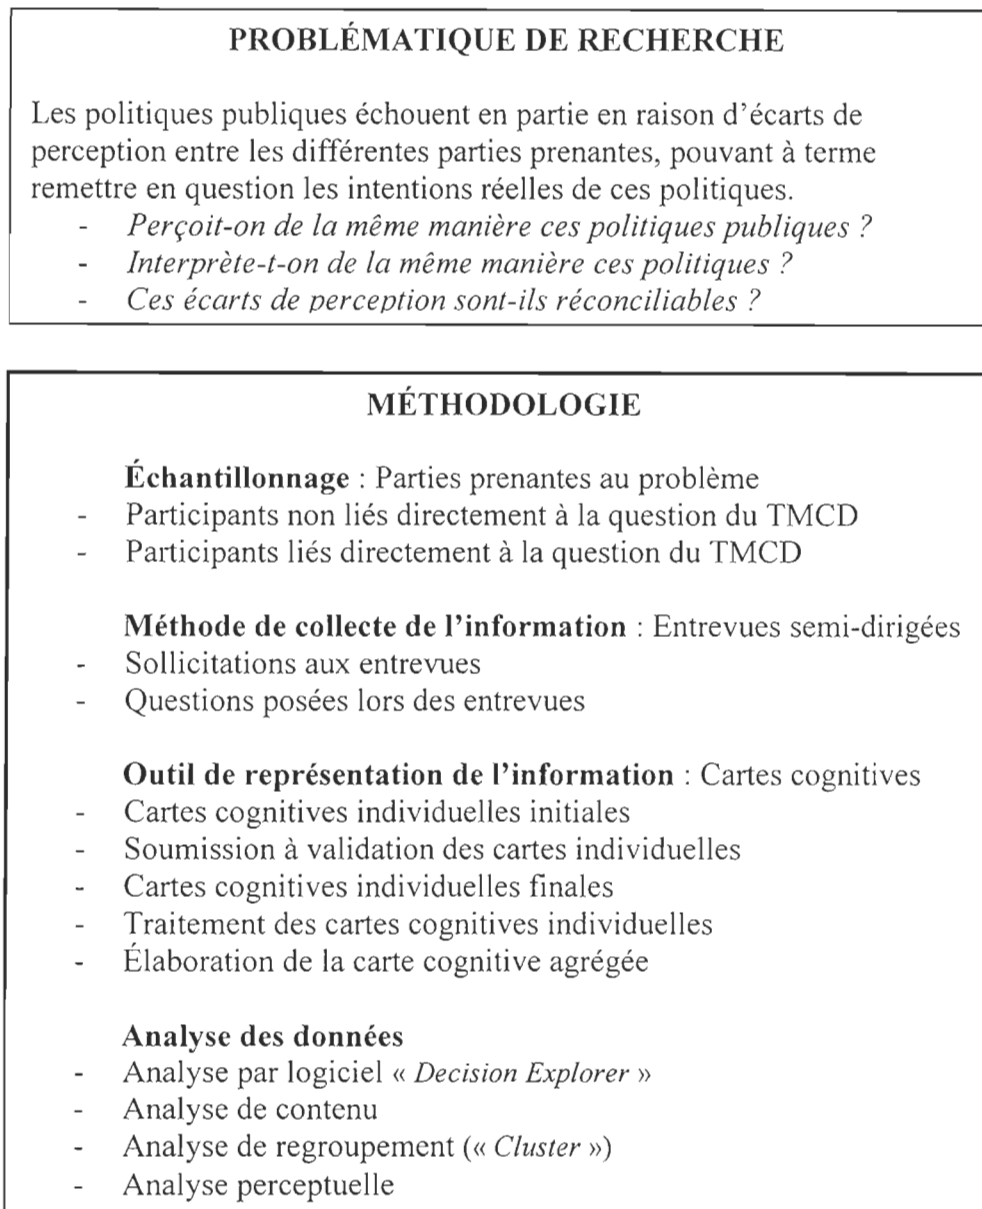 PROBLÉMATIQUE DE RECHERCHE
Les politiques publiques échouent en partie en raison d'écarts de
perception entre les différentes parties prenantes, pouvant à terme
remettre en question les intentions réelles de ces politiques.
- Perçoit-on de la même manière ces politiques publiques ?
- Interprète-t-on de la même manière ces politiques ?
- Ces écarts de perception sont-ils réconciliables ?
MÉTHODOLOGIE
Échantillonnage : Parties prenantes au problème
- Participants non liés directement à la question du TMCD
- Participants liés directement à la question du TMCD
Méthode de collecte de l'information : Entrevues semi-dirigées
- Sollicitations aux entrevues
- Questions posées lors des entrevues
Outil de représentation de l'information : Cartes cognitives
- Cartes cognitives individuelles initiales
- Soumission à validation des cartes individuelles
- Cartes cognitives individuelles finales
- Traitement des cartes cognitives individuelles
- Élaboration de la carte cognitive agrégée
Analyse des données
- Analyse par logiciel « Decision Explorer »
- Analyse de contenu
- Analyse de regroupement (« Cluster »)
- Analyse perceptuelle